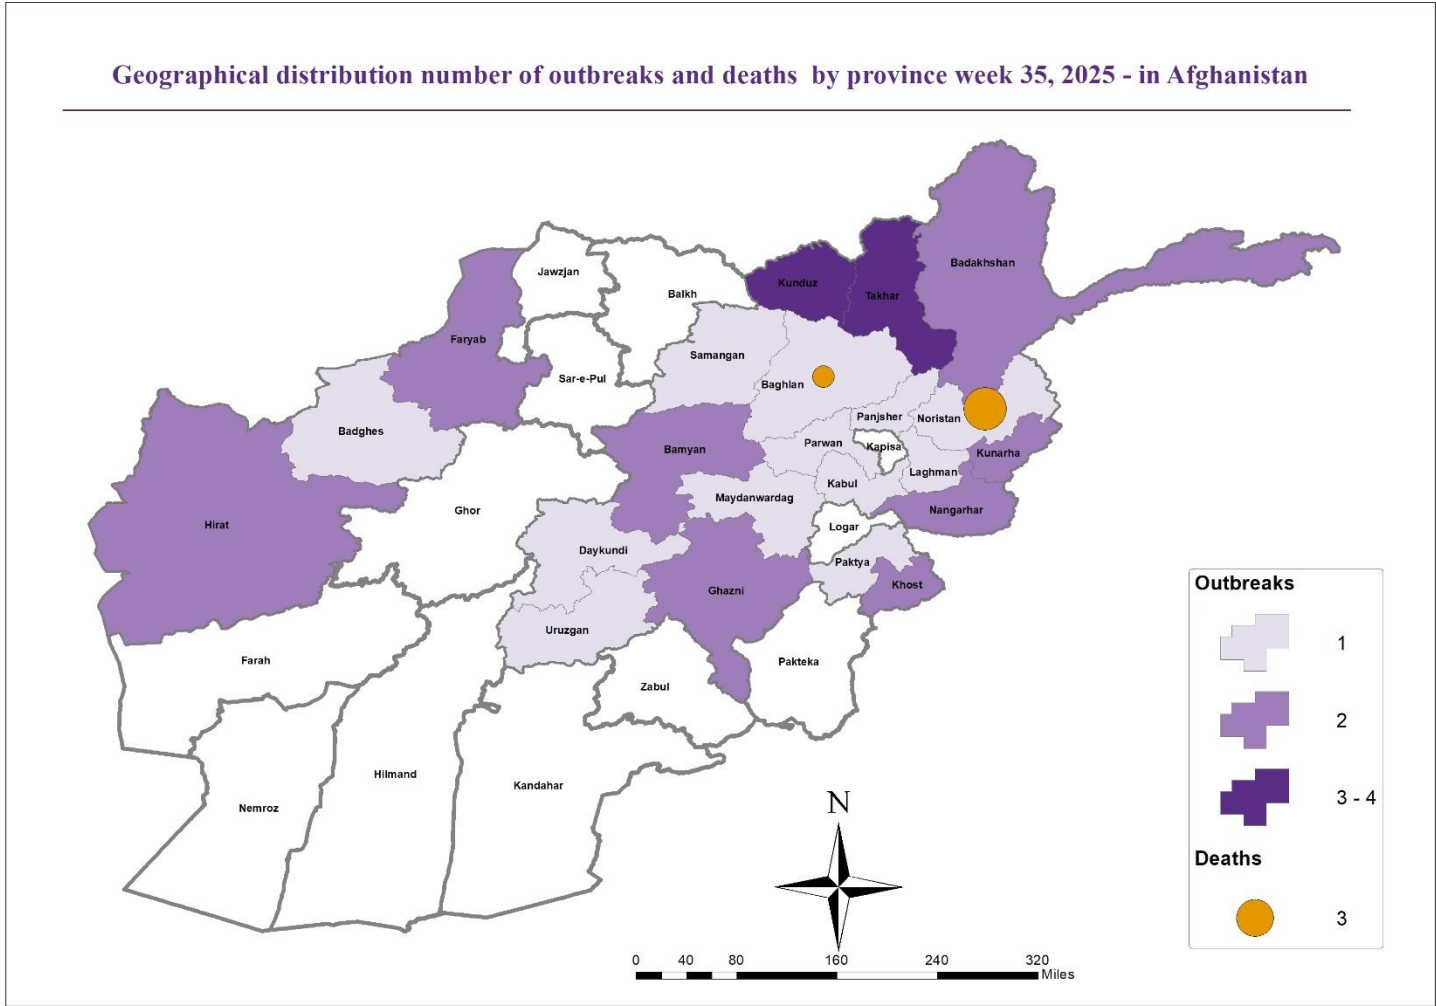 Geographical distribution number of outbreaks and deaths by province week 35, 2025 - in Afghanistan
Badakhshan
Jawzjan
Balkh
Kunduz
Takhar
Faryab
Samangan
Sar-e-Pul
Baghlan
Badghes
Panjsher
Noristan
Parwan
Kapisa
Bamyan
Kunarha
Laghman
Kabul
Maydanwardag
Ghor
Nangarhar
Hirat
Logar
Daykundi
Paktya
Ghazni
Khost
Uruzgan
Farah
Pakteka
Zabul
Hilmand
Kandahar
Nemroz
Outbreaks
1
2
3 - 4
Deaths
3
N
0 40 80 160 240 320
Miles